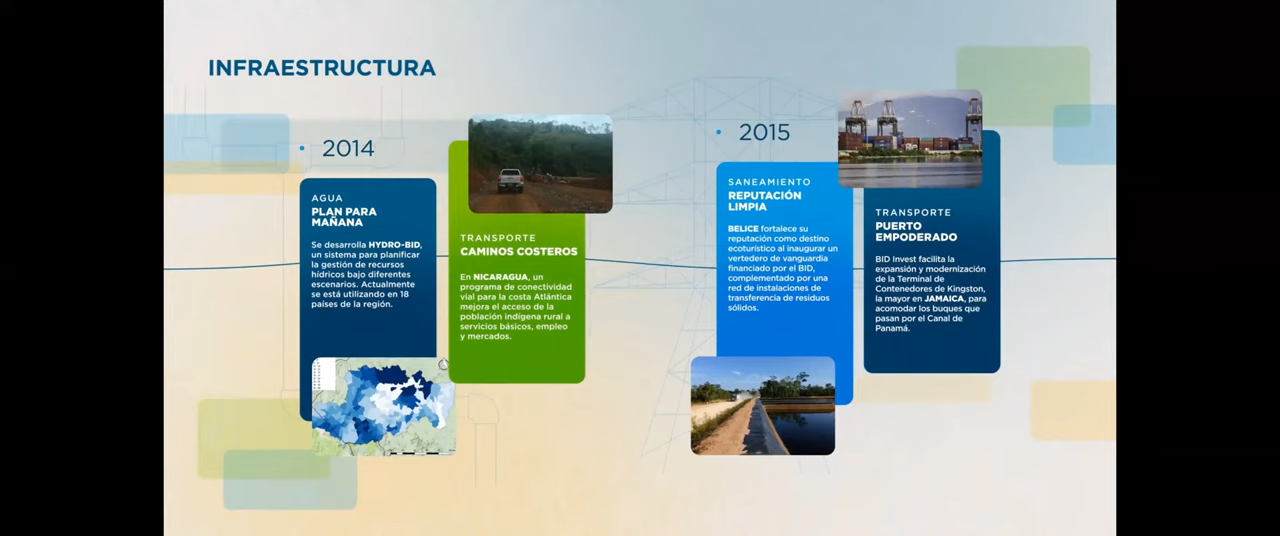 INFRAESTRUCTURA
2014
AGUA
PLAN PARA
MAÑANA
Se desarrolla HYDRO-BID,
un sistema para planificar
la gestión de recursos
hídricos bajo diferentes
escenarios. Actualmente
se está utilizando en 18
países de la región.
TRANSPORTE
CAMINOS COSTEROS
En NICARAGUA, un
programa de conectividad
vial para la costa Atlántica
mejora el acceso de la
población indígena rural a
servicios básicos, empleo
y mercados.
2015
SANEAMIENTO
REPUTACIÓN
LIMPIA
BELICE fortalece su
reputación como destino
ecoturístico al inaugurar un
vertedero de vanguardia
financiado por el BID,
complementado por una
red de instalaciones de
transferencia de residuos
sólidos.
TRANSPORTE
PUERTO
EMPODERADO
BID Invest facilita la
expansión y modernización
de la Terminal de
Contenedores de Kingston,
la mayor en JAMAICA, para
acomodar los buques que
pasan por el Canal de
Panamá.